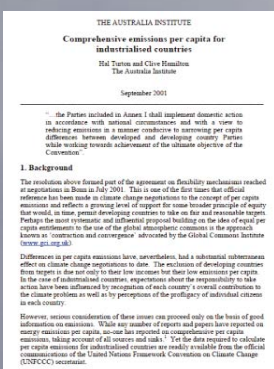 THE AUSTRALIA INSTITUTE
Comprehensive emissions per capita for
industrialised countries
Hal Turton and Clive Hamilton
The Australia Institute
September 2001
"...the Parties included in Annex I shall implement domestic action
in accordance with national circumstances and with a view to
reducing emissions in a manner conducive to narrowing per capita
differences between developed and developing country Parties
while working towards achievement of the ultimate objective of the
Convention".
1. Background
The resolution above formed part of the agreement on flexibility mechanisms reached
at negotiations in Bonn in July 2001. This is one of the first times that official
reference has been made in climate change negotiations to the concept of per capita
emissions and reflects a growing level of support for some broader principle of equity
that would, in time, permit developing countries to take on fair and reasonable targets.
Perhaps the most systematic and influential proposal building on the idea of equal per
capita entitlements to the use of the global atmospheric commons is the approach
known as 'contraction and convergence' advocated by the Global Commons Institute
(www.gci.org.uk).
Differences in per capita emissions have, nevertheless, had a substantial subterranean
effect on climate change negotiations to date. The exclusion of developing countries
from targets is due not only to their low incomes but their low emissions per capita.
In the case of industrialised countries, expectations about the responsibility to take
action have been influenced by recognition of each country's overall contribution to
the climate problem as well as by perceptions of the profligacy of individual citizens
in each country.
However, serious consideration of these issues can proceed only on the basis of good
information on emissions. While any number of reports and papers have reported on
energy emissions per capita, no-one has reported on comprehensive per capita
emissions, taking account of all sources and sinks.¹ Yet the data required to calculate
per capita emissions for industrialised countries are readily available from the official
communications of the United Nations Framework Convention on Climate Change
(UNFCCC) secretariat.